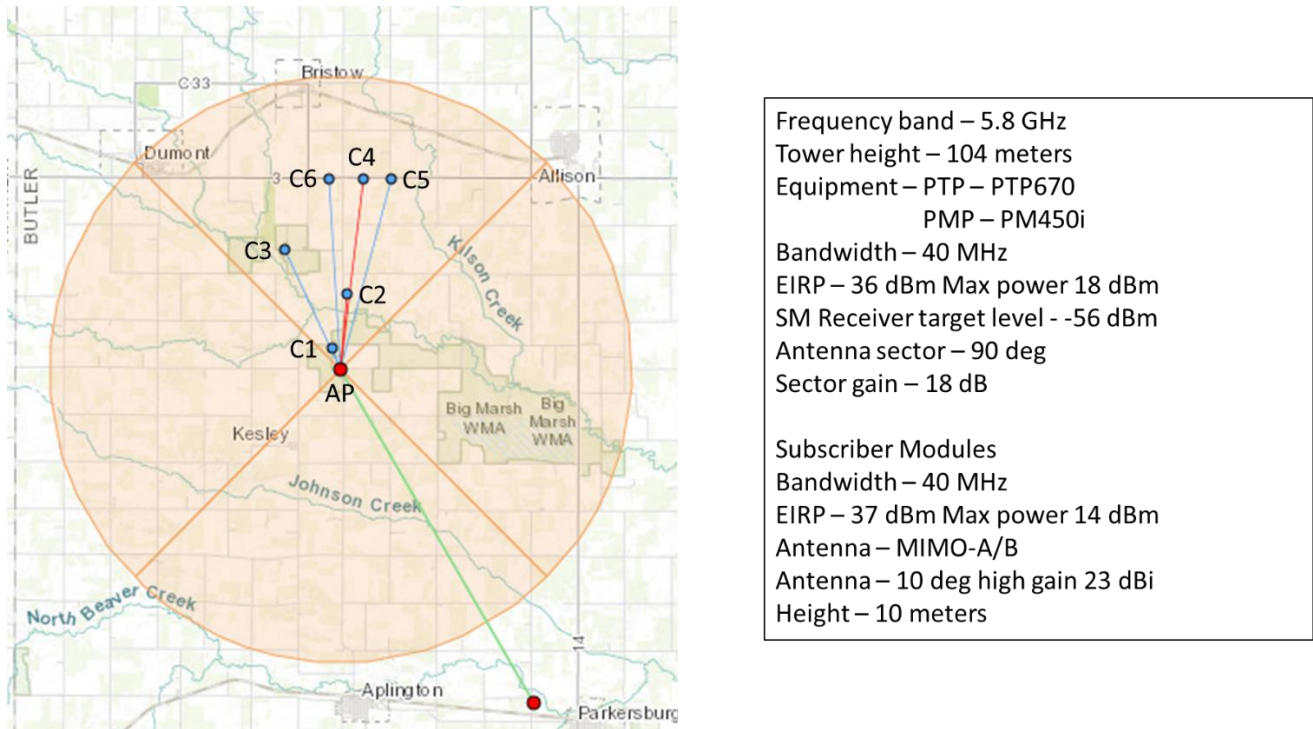 Bristow
C 33
Dumont
BUTLER
3
C6
C4
C5
Allison
C3
Kilson Creek
C2
C1
AP
Big Marsh
WMA
Big
Marsh
WMA
Kesley
Johnson Creek
North Beaver Creek
14
Aplington
Parkersburg
Frequency band – 5.8 GHz
Tower height – 104 meters
Equipment – PTP – PTP670
PMP – PM450i
Bandwidth – 40 MHz
EIRP – 36 dBm Max power 18 dBm
SM Receiver target level - -56 dBm
Antenna sector – 90 deg
Sector gain – 18 dB
Subscriber Modules
Bandwidth – 40 MHz
EIRP – 37 dBm Max power 14 dBm
Antenna – MIMO-A/B
Antenna – 10 deg high gain 23 dBi
Height – 10 meters